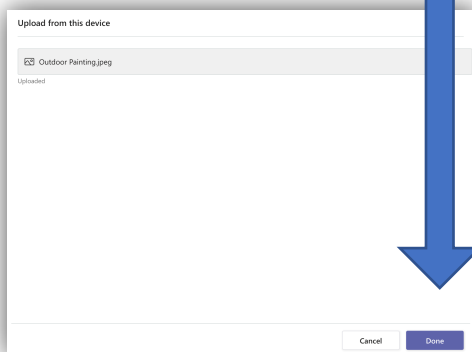 Upload from this device
Outdoor Painting.jpeg
Uploaded
Cancel
Done